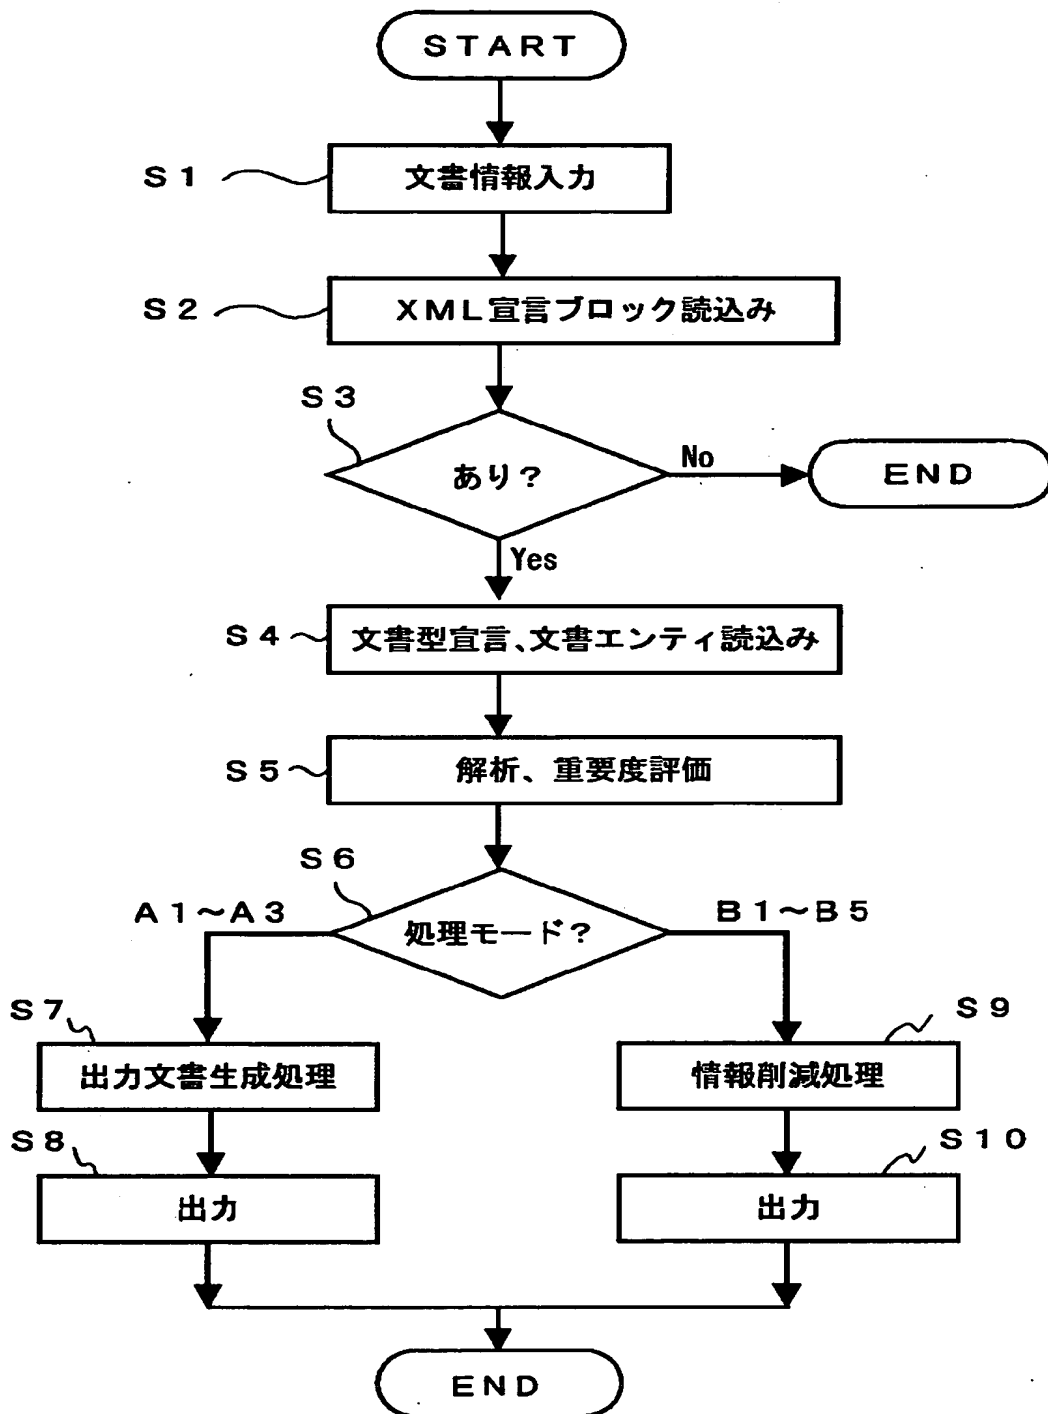 START
S1
文書情報入力
S2
XML宣言ブロック読込み
S3
あり?
No
END
Yes
S4
文書型宣言、文書エンティ読込み
S5
解析、重要度評価
S6
A1～A3
処理モード?
B1～B5
S7
S9
出力文書生成処理
情報削減処理
S8
S10
出力
出力
END